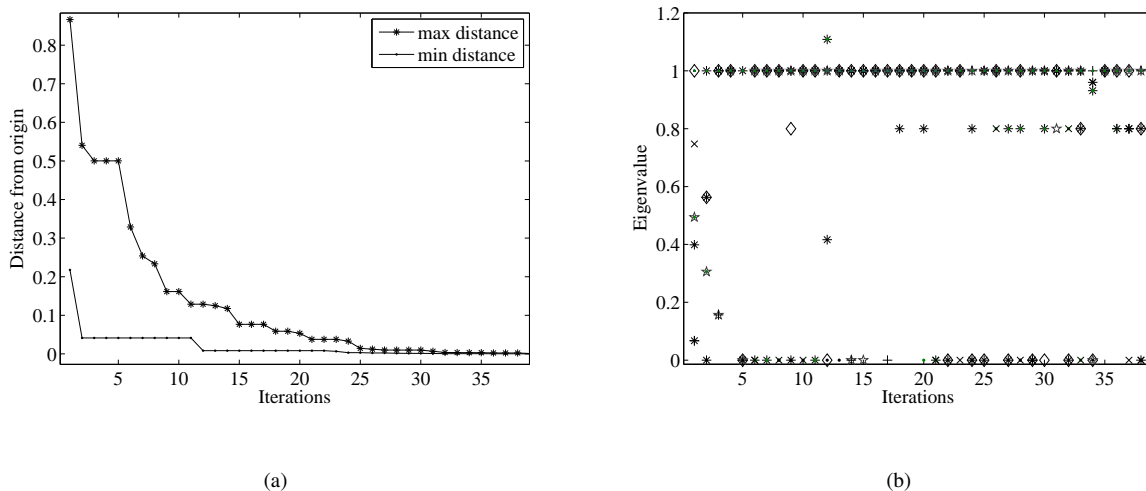 0.8
0.7
0.6
0.5
0.4
0.3
0.2
0.1
0
Distance from origin
max distance
min distance
5 10 15 20 25 30 35
Iterations
(a)
1.2
1
0.8
0.6
0.4
0.2
0
Eigenvalue
5 10 15 20 25 30 35
Iterations
(b)